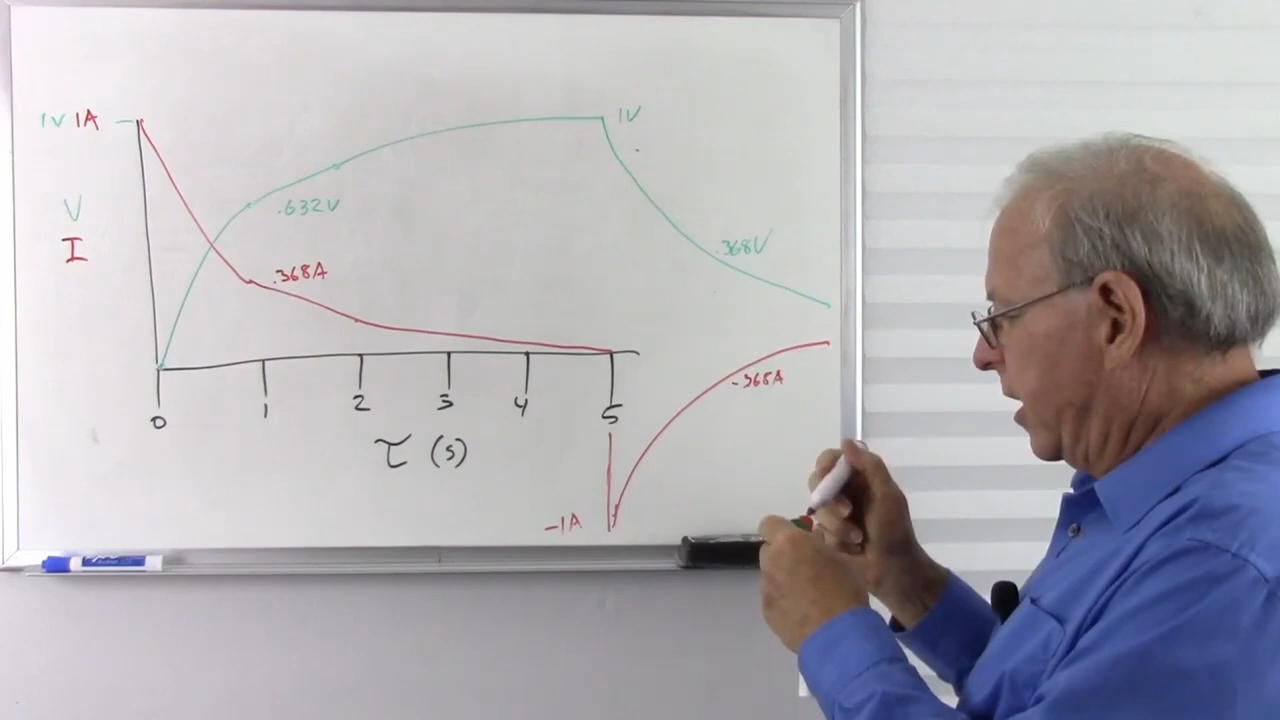 1V 1A
1V
V
I
.632V
.368V
.368A
-.368A
0 1 2 3 4 5
τ (s)
-1A